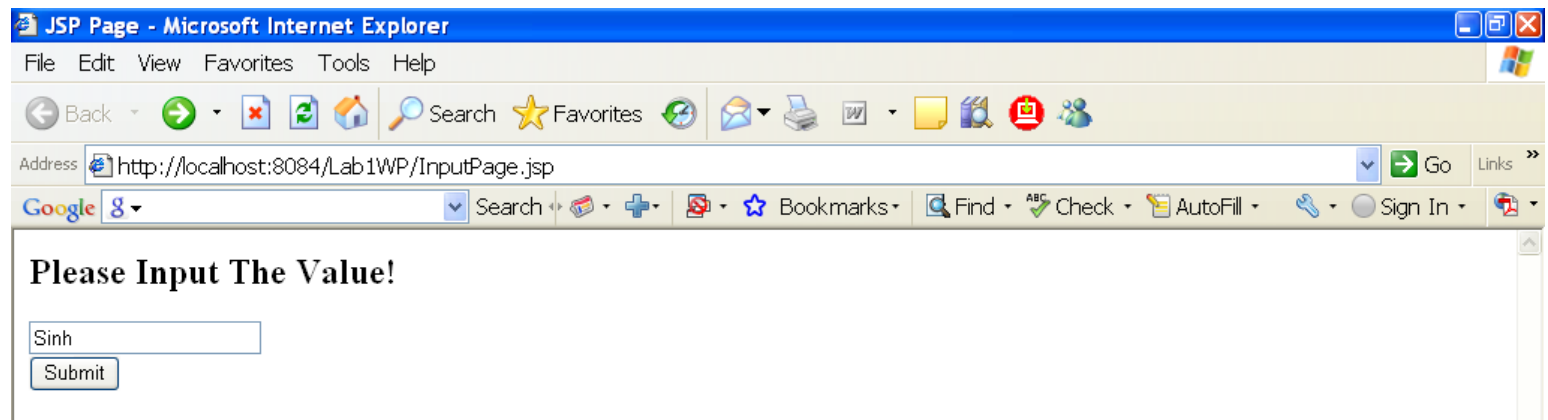 JSP Page - Microsoft Internet Explorer
File Edit View Favorites Tools Help
Back Search Favorites W
Address http://localhost:8084/Lab1WP/InputPage.jsp Go Links »
Google g Search Bookmarks Find ABC Check AutoFill Sign In
Please Input The Value!
Sinh
Submit